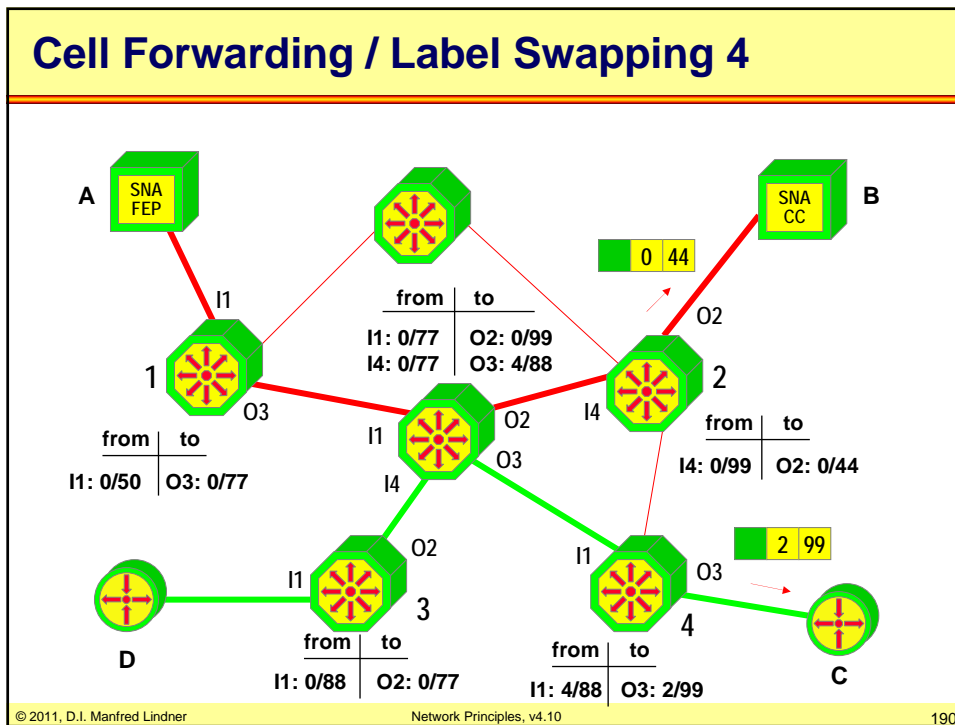 Cell Forwarding / Label Swapping 4
A
SNA
FEP
SNA
CC
B
0 44
I1
from to
I1: 0/77 O2: 0/99
I4: 0/77 O3: 4/88
O2
1
2
O3
I1
O2
I4
O3
from to
I1: 0/50 O3: 0/77
from to
I4: 0/99 O2: 0/44
I4
O2
2 99
I1
I1
O3
3
4
D
C
from to
I1: 0/88 O2: 0/77
from to
I1: 4/88 O3: 2/99
© 2011, D.I. Manfred Lindner
Network Principles, v4.10
190